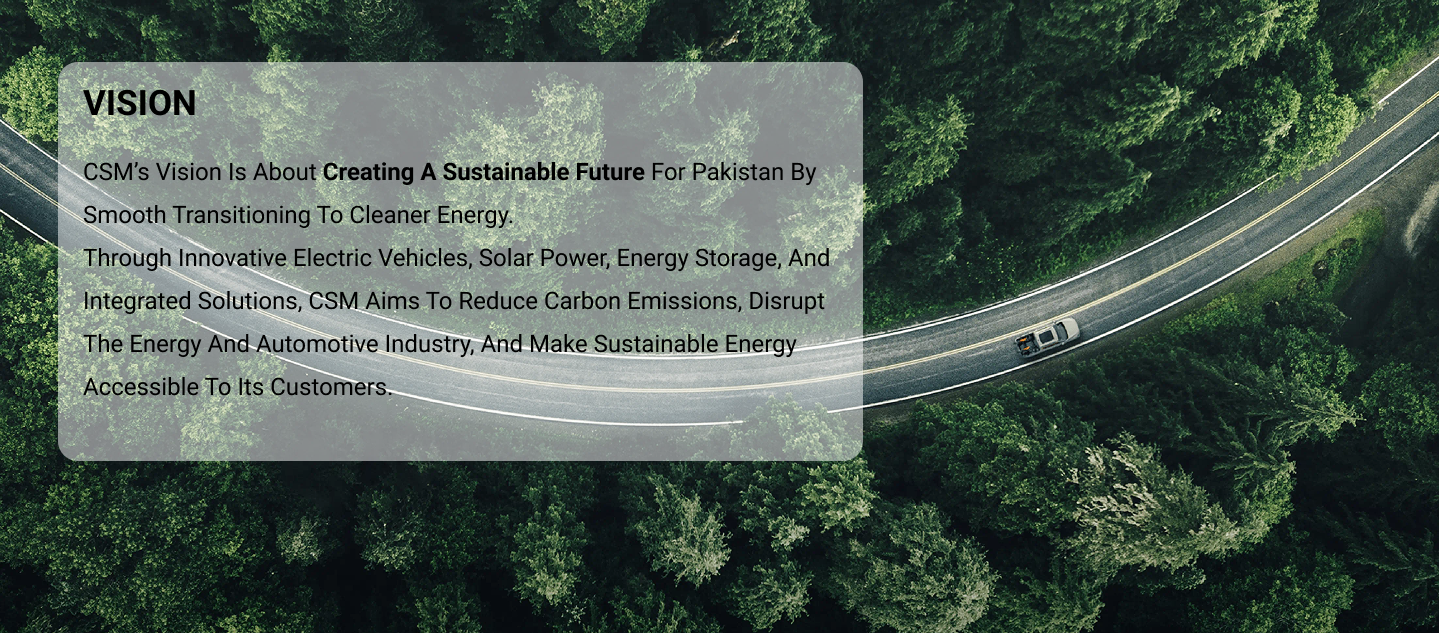 VISION
CSM’s Vision Is About Creating A Sustainable Future For Pakistan By
Smooth Transitioning To Cleaner Energy.
Through Innovative Electric Vehicles, Solar Power, Energy Storage, And
Integrated Solutions, CSM Aims To Reduce Carbon Emissions, Disrupt
The Energy And Automotive Industry, And Make Sustainable Energy
Accessible To Its Customers.